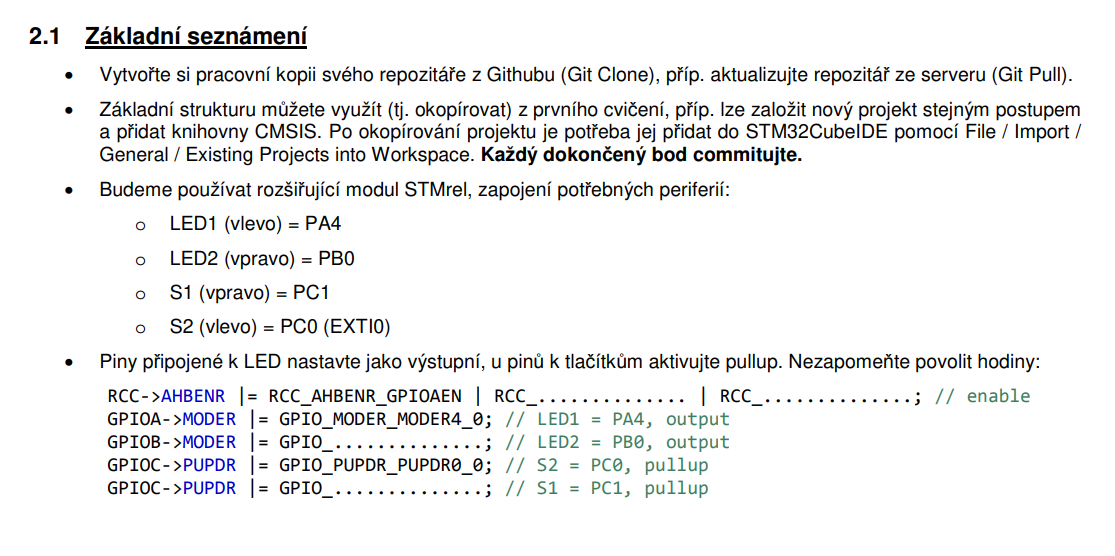 2.1 Základní seznámení
• Vytvořte si pracovní kopii svého repozitáře z Githubu (Git Clone), příp. aktualizujte repozitář ze serveru (Git Pull).
• Základní strukturu můžete využít (tj. okopírovat) z prvního cvičení, příp. lze založit nový projekt stejným postupem
a přidat knihovny CMSIS. Po okopírování projektu je potřeba jej přidat do STM32CubeIDE pomocí File / Import /
General / Existing Projects into Workspace. Každý dokončený bod commitujte.
• Budeme používat rozšiřující modul STMrel, zapojení potřebných periferií:
o LED1 (vlevo) = PA4
o LED2 (vpravo) = PB0
o S1 (vpravo) = PC1
o S2 (vlevo) = PC0 (EXTI0)
• Piny připojené k LED nastavte jako výstupní, u pinů k tlačítkům aktivujte pullup. Nezapomeňte povolit hodiny:
RCC->AHBENR |= RCC_AHBENR_GPIOAEN | RCC_.............. | RCC_..............; // enable
GPIOA->MODER |= GPIO_MODER_MODER4_0; // LED1 = PA4, output
GPIOB->MODER |= GPIO_..............; // LED2 = PB0, output
GPIOC->PUPDR |= GPIO_PUPDR_PUPDR0_0; // S2 = PC0, pullup
GPIOC->PUPDR |= GPIO_..............; // S1 = PC1, pullup